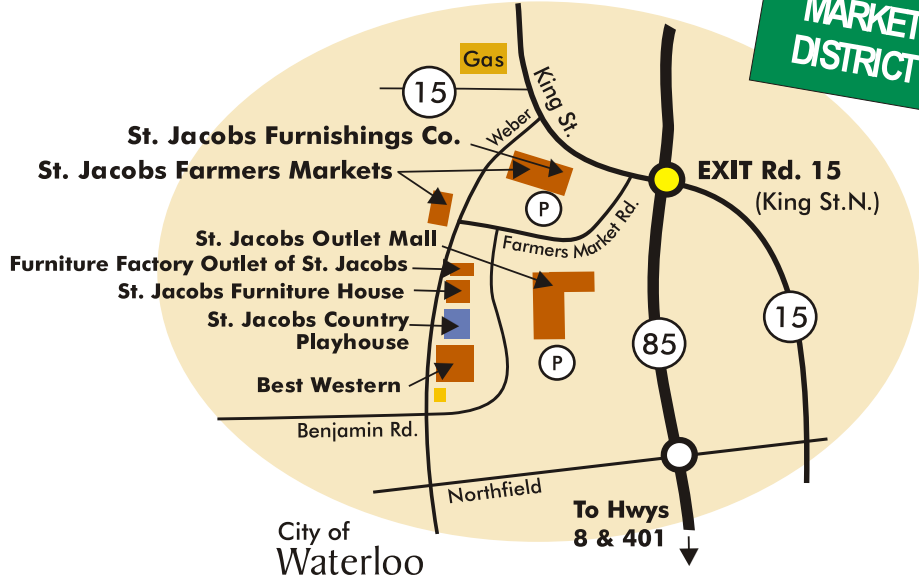 MARKET
DISTRICT
Gas
15
King St.
Weber
St. Jacobs Furnishings Co.
St. Jacobs Farmers Markets
EXIT Rd. 15
(King St.N.)
P
Farmers Market Rd.
St. Jacobs Outlet Mall
Furniture Factory Outlet of St. Jacobs
St. Jacobs Furniture House
St. Jacobs Country
Playhouse
15
85
P
Best Western
Benjamin Rd.
Northfield
To Hwys
8 & 401
City of
Waterloo